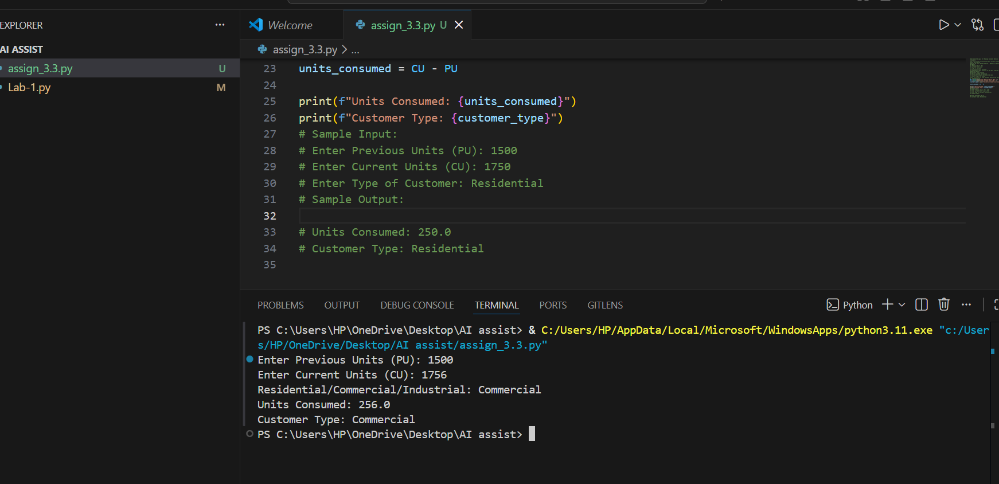 EXPLORER
AI ASSIST
assign_3.3.py U
Lab-1.py M
Welcome
assign_3.3.py U
assign_3.3.py > ...
23 units_consumed = CU - PU
24
25 print(f"Units Consumed: {units_consumed}")
26 print(f"Customer Type: {customer_type}")
27 # Sample Input:
28 # Enter Previous Units (PU): 1500
29 # Enter Current Units (CU): 1750
30 # Enter Type of Customer: Residential
31 # Sample Output:
32
33 # Units Consumed: 250.0
34 # Customer Type: Residential
35
PROBLEMS OUTPUT DEBUG CONSOLE TERMINAL PORTS GITLENS
Python
PS C:\Users\HP\OneDrive\Desktop\AI assist> & C:/Users/HP/AppData/Local/Microsoft/WindowsApps/python3.11.exe "c:/User
s/HP/OneDrive/Desktop/AI assist/assign_3.3.py"
Enter Previous Units (PU): 1500
Enter Current Units (CU): 1756
Residential/Commercial/Industrial: Commercial
Units Consumed: 256.0
Customer Type: Commercial
PS C:\Users\HP\OneDrive\Desktop\AI assist>